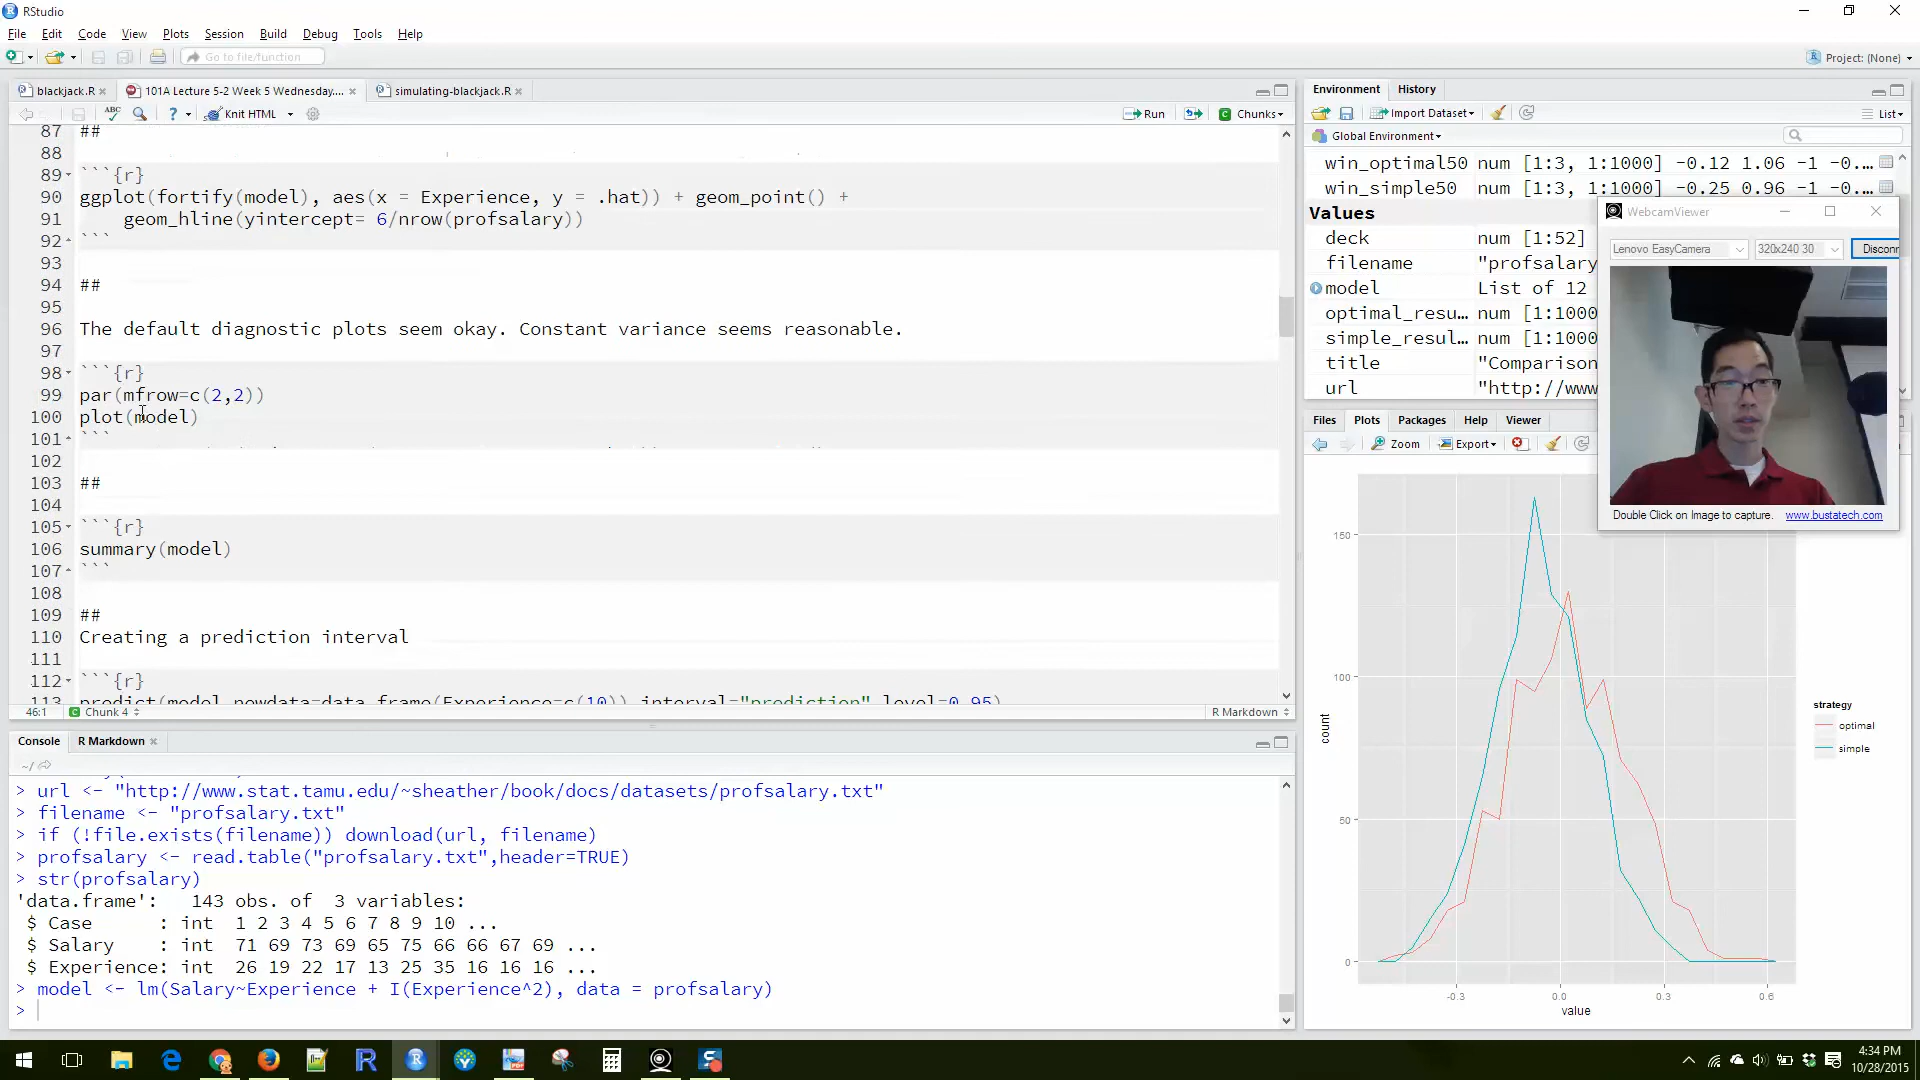 RStudio
File Edit Code View Plots Session Build Debug Tools Help
Go to file/function
Project: (None)
blackjack.R
101A Lecture 5-2 Week 5 Wednesday....
simulating-blackjack.R
ABC
?
Knit HTML
Run
Chunks
87 ##
88
89 ```{r}
90 ggplot(fortify(model), aes(x = Experience, y = .hat)) + geom_point() +
91 geom_hline(yintercept= 6/nrow(profsalary))
92 ```
93
94 ##
95
96 The default diagnostic plots seem okay. Constant variance seems reasonable.
97
98 ```{r}
99 par(mfrow=c(2,2))
100 plot(model)
101 ```
102
103 ##
104
105 ```{r}
106 summary(model)
107 ```
108
109 ##
110 Creating a prediction interval
111
112 ```{r}
113 predict(model,newdata=data.frame(Experience=c(10)),interval="prediction",level=0.95)
46:1
Chunk 4
R Markdown
Console
R Markdown
~/
> url <- "http://www.stat.tamu.edu/~sheather/book/docs/datasets/profsalary.txt"
> filename <- "profsalary.txt"
> if (!file.exists(filename)) download(url, filename)
> profsalary <- read.table("profsalary.txt",header=TRUE)
> str(profsalary)
'data.frame': 143 obs. of 3 variables:
$ Case : int 1 2 3 4 5 6 7 8 9 10 ...
$ Salary : int 71 69 73 69 65 75 66 66 67 69 ...
$ Experience: int 26 19 22 17 13 25 35 16 16 16 ...
> model <- lm(Salary~Experience + I(Experience^2), data = profsalary)
>
Environment History
Import Dataset
List
Global Environment
win_optimal50 num [1:3, 1:1000] -0.12 1.06 -1 -0.…
win_simple50 num [1:3, 1:1000] -0.25 0.96 -1 -0.…
Values
deck num [1:52]
filename "profsalary
model List of 12
optimal_resu… num [1:1000
simple_resul… num [1:1000
title "Comparison
url "http://www
WebcamViewer
Lenovo EasyCamera
320x240 30
Disconn
Double Click on Image to capture.
www.bustatech.com
Files Plots Packages Help Viewer
Zoom
Export
150
100
50
0
count
-0.3 0.0 0.3 0.6
value
strategy
optimal
simple
4:34 PM
10/28/2015